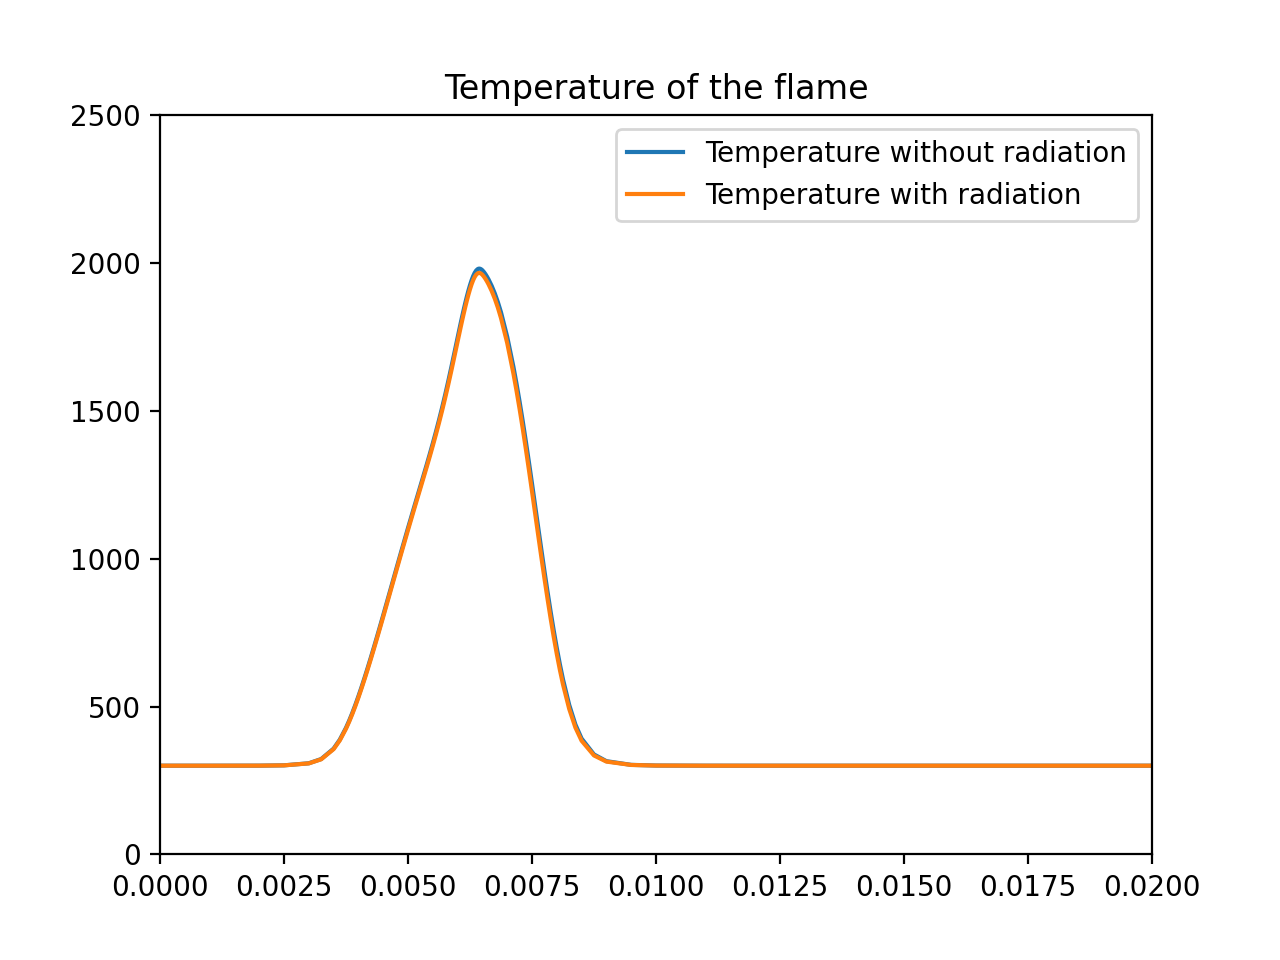 Temperature of the flame
2500
2000
1500
1000
500
0
Temperature without radiation
Temperature with radiation
0.0000 0.0025 0.0050 0.0075 0.0100 0.0125 0.0150 0.0175 0.0200